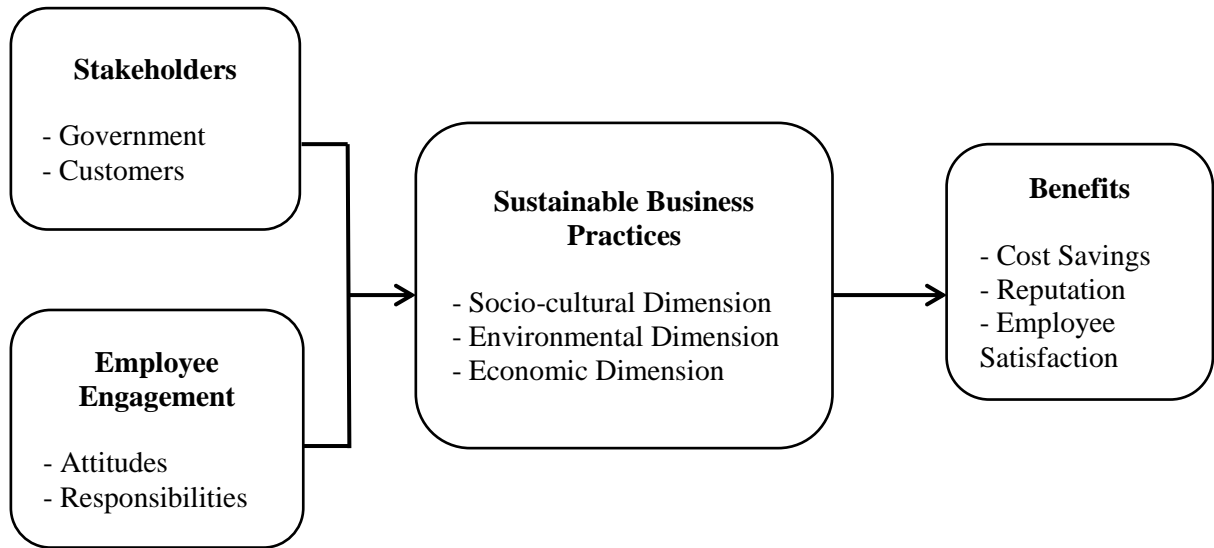 Stakeholders
- Government
- Customers
Employee
Engagement
- Attitudes
- Responsibilities
Sustainable Business
Practices
- Socio-cultural Dimension
- Environmental Dimension
- Economic Dimension
Benefits
- Cost Savings
- Reputation
- Employee
Satisfaction